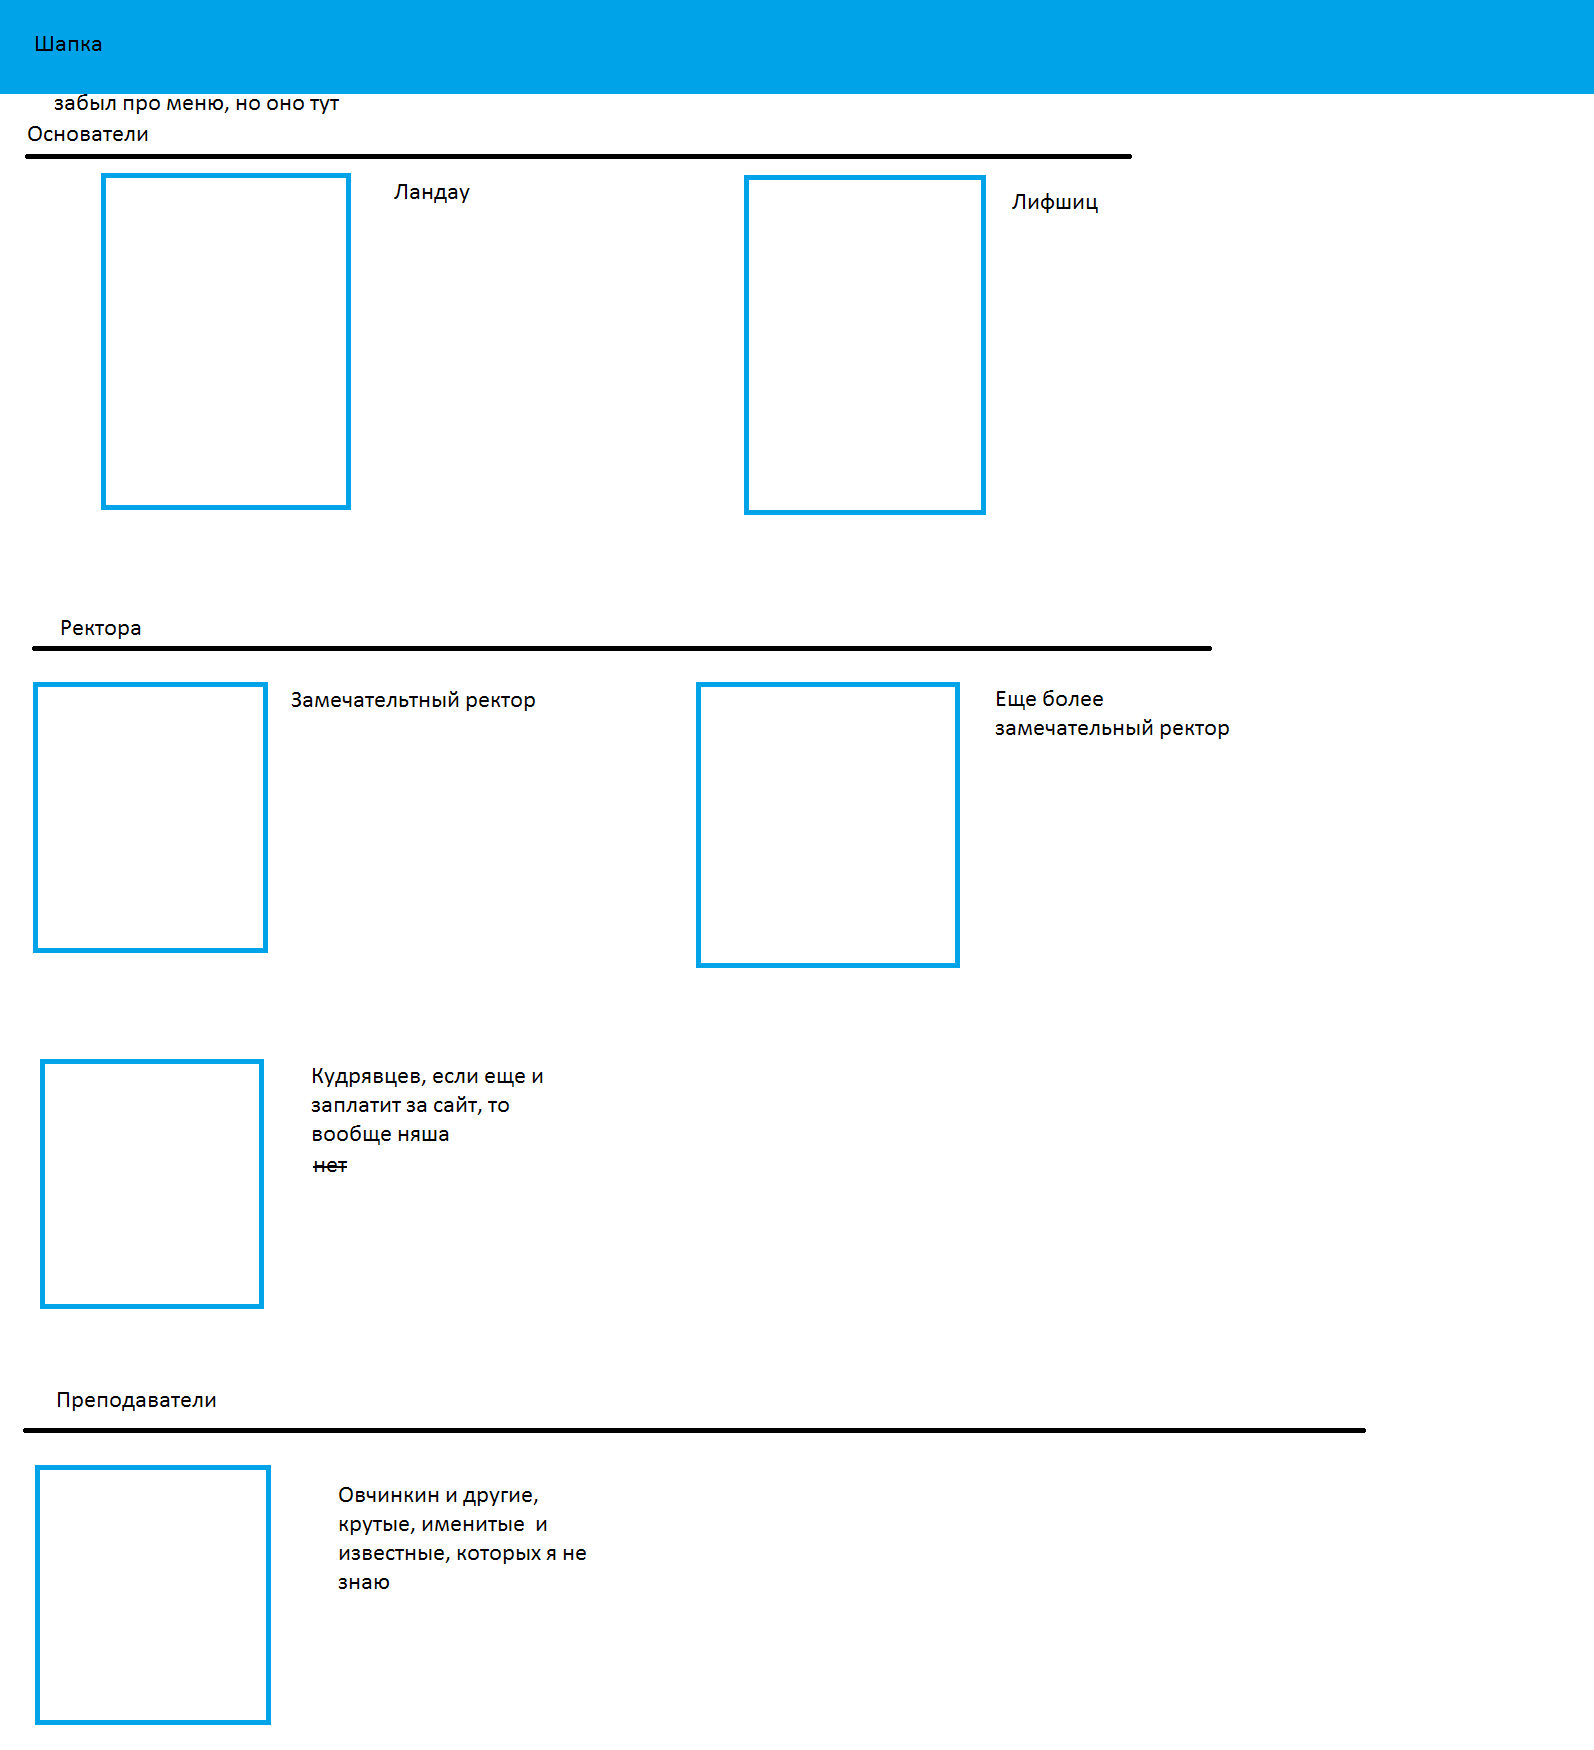 Шапка
забыл про меню, но оно тут
Основатели
Ландау
Лифшиц
Ректора
Замечательтный ректор
Еще более
замечательный ректор
Кудрявцев, если еще и
заплатит за сайт, то
вообще няша
нет
Преподаватели
Овчинкин и другие,
крутые, именитые  и
известные, которых я не
знаю